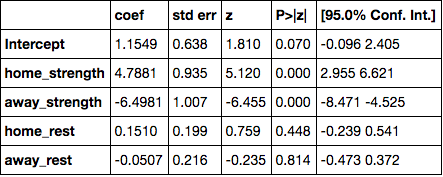 coef std err z P>|z| [95.0% Conf. Int.]
Intercept 1.1549 0.638 1.810 0.070 -0.096 2.405
home_strength 4.7881 0.935 5.120 0.000 2.955 6.621
away_strength -6.4981 1.007 -6.455 0.000 -8.471 -4.525
home_rest 0.1510 0.199 0.759 0.448 -0.239 0.541
away_rest -0.0507 0.216 -0.235 0.814 -0.473 0.372